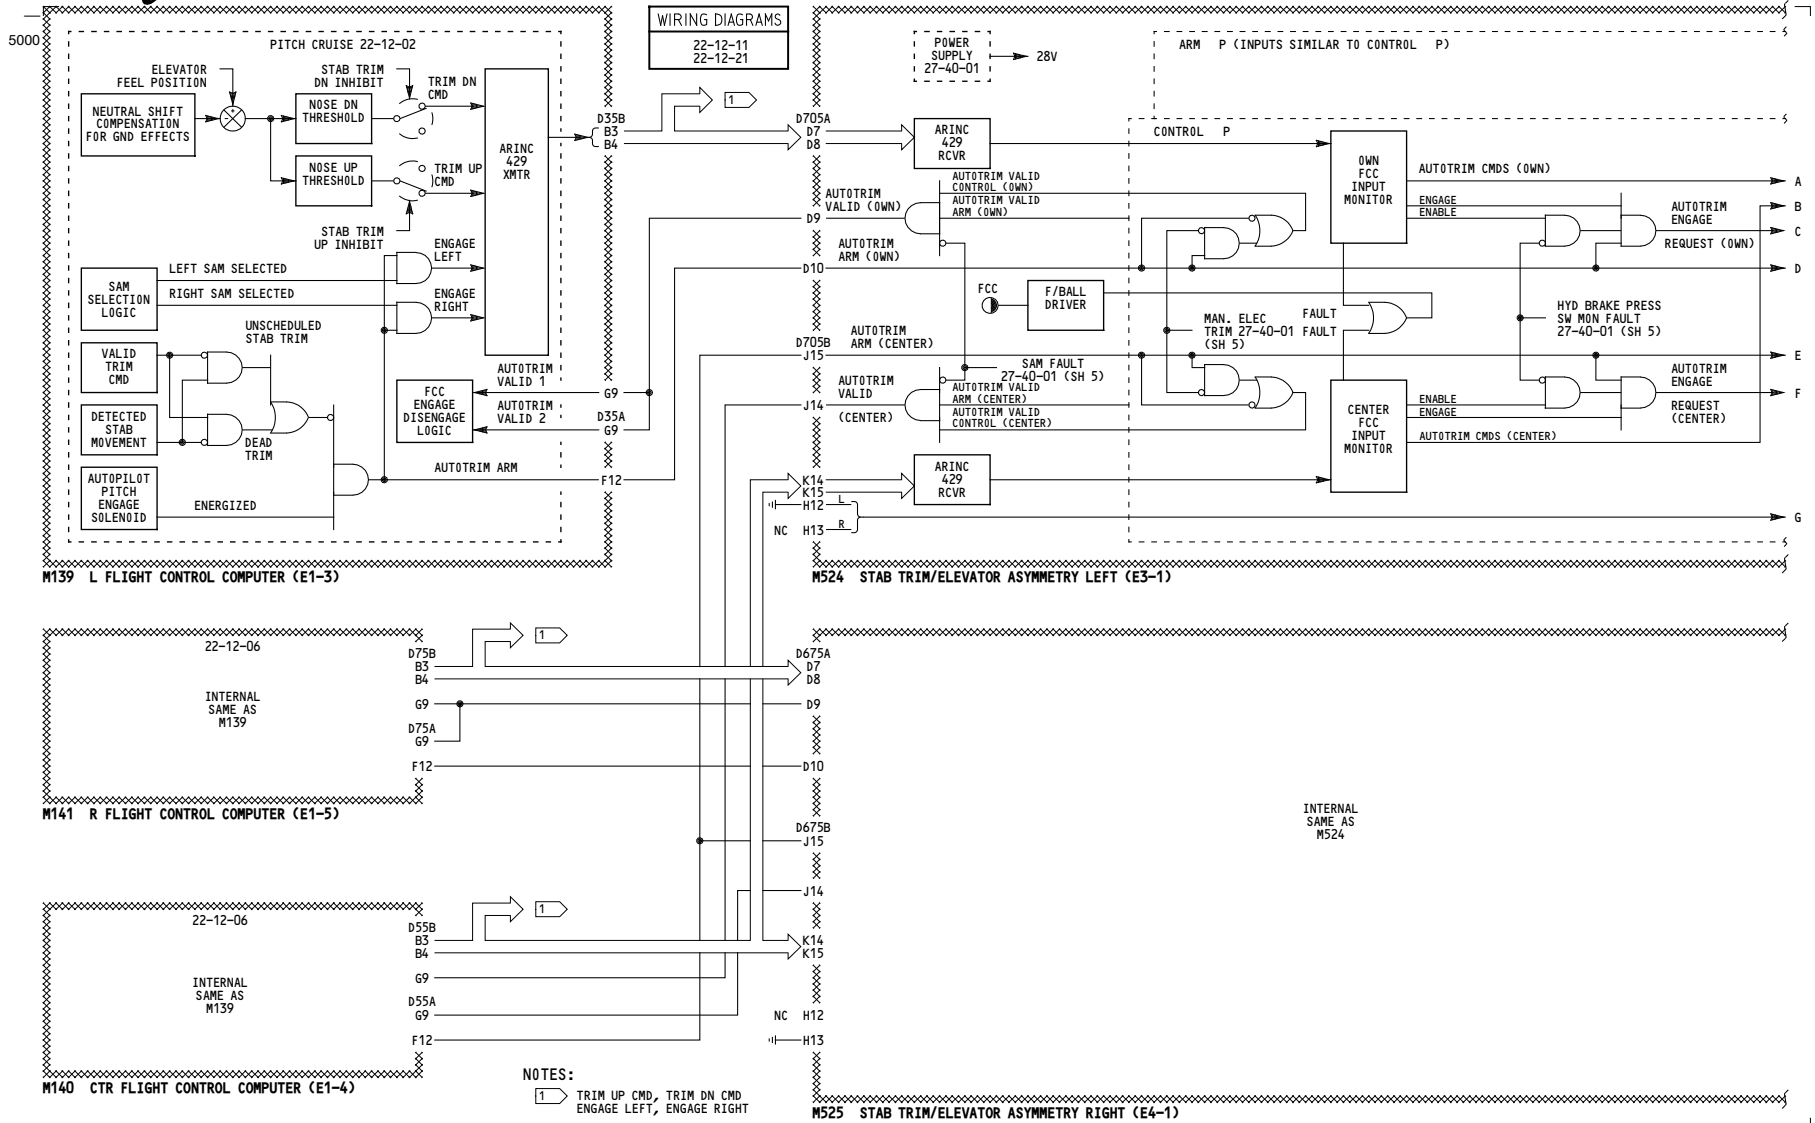 5000
WIRING DIAGRAMS
22-12-11
22-12-21
PITCH CRUISE 22-12-02
ELEVATOR
FEEL POSITION
STAB TRIM
DN INHIBIT
TRIM DN
CMD
NEUTRAL SHIFT
COMPENSATION
FOR GND EFFECTS
NOSE DN
THRESHOLD
NOSE UP
THRESHOLD
TRIM UP
CMD
STAB TRIM
UP INHIBIT
ARINC
429
XMTR
ENGAGE
LEFT
LEFT SAM SELECTED
RIGHT SAM SELECTED
SAM
SELECTION
LOGIC
ENGAGE
RIGHT
UNSCHEDULED
STAB TRIM
VALID
TRIM
CMD
DETECTED
STAB
MOVEMENT
DEAD
TRIM
FCC
ENGAGE
DISENGAGE
LOGIC
AUTOTRIM
VALID 1
AUTOTRIM
VALID 2
AUTOTRIM ARM
AUTOPILOT
PITCH
ENGAGE
SOLENOID
ENERGIZED
D35B
B3
B4
G9
D35A
G9
F12
M139 L FLIGHT CONTROL COMPUTER (E1-3)
1
POWER
SUPPLY
27-40-01
28V
ARM P (INPUTS SIMILAR TO CONTROL P)
D705A
D7
D8
ARINC
429
RCVR
CONTROL P
OWN
FCC
INPUT
MONITOR
AUTOTRIM CMDS (OWN)
A
ENGAGE
ENABLE
B
AUTOTRIM
ENGAGE
REQUEST (OWN)
C
AUTOTRIM
VALID (OWN)
D9
AUTOTRIM VALID
CONTROL (OWN)
AUTOTRIM VALID
ARM (OWN)
AUTOTRIM
ARM (OWN)
D10
D
FCC
F/BALL
DRIVER
MAN. ELEC
TRIM 27-40-01
(SH 5)
FAULT
FAULT
HYD BRAKE PRESS
SW MON FAULT
27-40-01 (SH 5)
AUTOTRIM
ARM (CENTER)
D705B
J15
E
SAM FAULT
27-40-01 (SH 5)
AUTOTRIM
VALID
(CENTER)
J14
AUTOTRIM VALID
ARM (CENTER)
AUTOTRIM VALID
CONTROL (CENTER)
CENTER
FCC
INPUT
MONITOR
ENABLE
ENGAGE
AUTOTRIM CMDS (CENTER)
AUTOTRIM
ENGAGE
REQUEST
(CENTER)
F
K14
K15
ARINC
429
RCVR
H12 L
NC H13 R
G
M524 STAB TRIM/ELEVATOR ASYMMETRY LEFT (E3-1)
22-12-06
INTERNAL
SAME AS
M139
D75B
B3
B4
G9
D75A
G9
F12
1
M141 R FLIGHT CONTROL COMPUTER (E1-5)
22-12-06
INTERNAL
SAME AS
M139
D55B
B3
B4
G9
D55A
G9
F12
1
M140 CTR FLIGHT CONTROL COMPUTER (E1-4)
D675A
D7
D8
D9
D10
D675B
J15
J14
K14
K15
NC H12
H13
INTERNAL
SAME AS
M524
M525 STAB TRIM/ELEVATOR ASYMMETRY RIGHT (E4-1)
NOTES:
1 TRIM UP CMD, TRIM DN CMD
ENGAGE LEFT, ENGAGE RIGHT